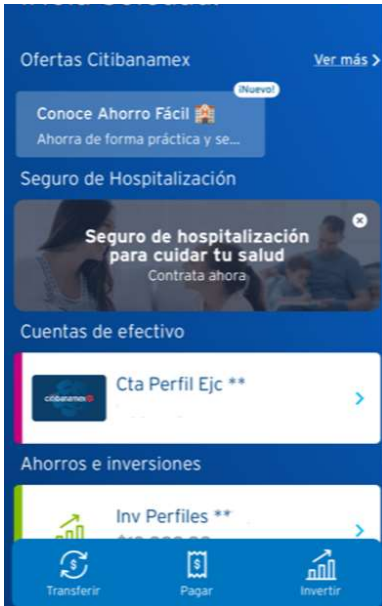 Ofertas Citibanamex
Ver más >
¡Nuevo!
Conoce Ahorro Fácil
Ahorra de forma práctica y se...
Seguro de Hospitalización
Seguro de hospitalización
para cuidar tu salud
Contrata ahora
Cuentas de efectivo
citibanamex
Cta Perfil Ejc **
Ahorros e inversiones
Inv Perfiles **
Transferir
Pagar
Invertir